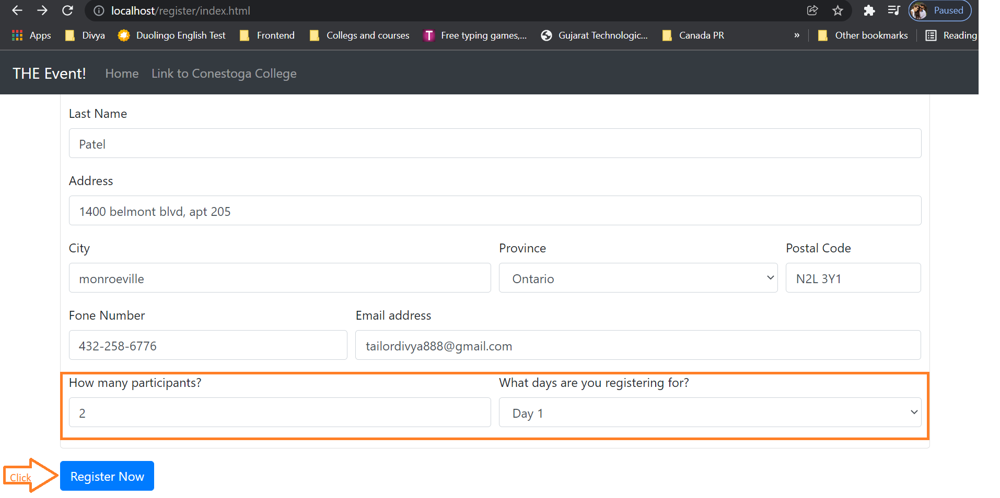 localhost/register/index.html
Paused
Apps Divya Duolingo English Test Frontend Collegs and courses T Free typing games,... Gujarat Technologic... Canada PR » Other bookmarks Reading
THE Event! Home Link to Conestoga College
Last Name
Patel
Address
1400 belmont blvd, apt 205
City Province Postal Code
monroeville Ontario N2L 3Y1
Fone Number Email address
432-258-6776 tailordivya888@gmail.com
How many participants? What days are you registering for?
2 Day 1
Click Register Now